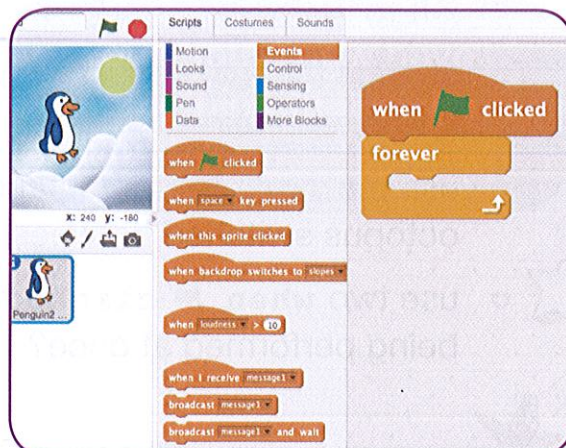 Scripts Costumes Sounds
Motion Events
Looks Control
Sound Sensing
Pen Operators
Data More Blocks
when clicked
when space key pressed
when this sprite clicked
when backdrop switches to slopes
when loudness > 10
when I receive message1
broadcast message1
broadcast message1 and wait
x: 240 y: -180
Penguin2 ...
when clicked
forever